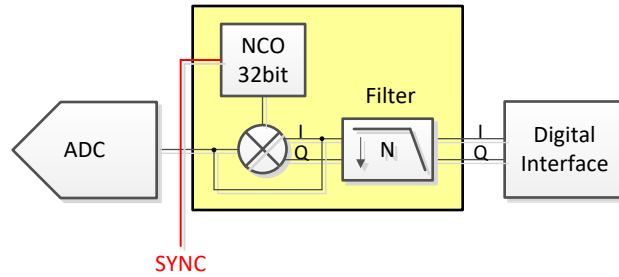 NCO
32bit
Filter
ADC
I
Q
N
I
Q
Digital
Interface
SYNC